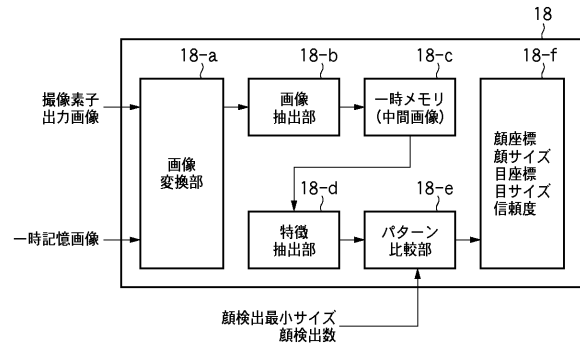 18
18-a
18-b
18-c
18-f
撮像素子
出力画像
画像
変換部
画像
抽出部
一時メモリ
(中間画像)
顔座標
顔サイズ
目座標
目サイズ
信頼度
18-d
18-e
一時記憶画像
特徴
抽出部
パターン
比較部
顔検出最小サイズ
顔検出数